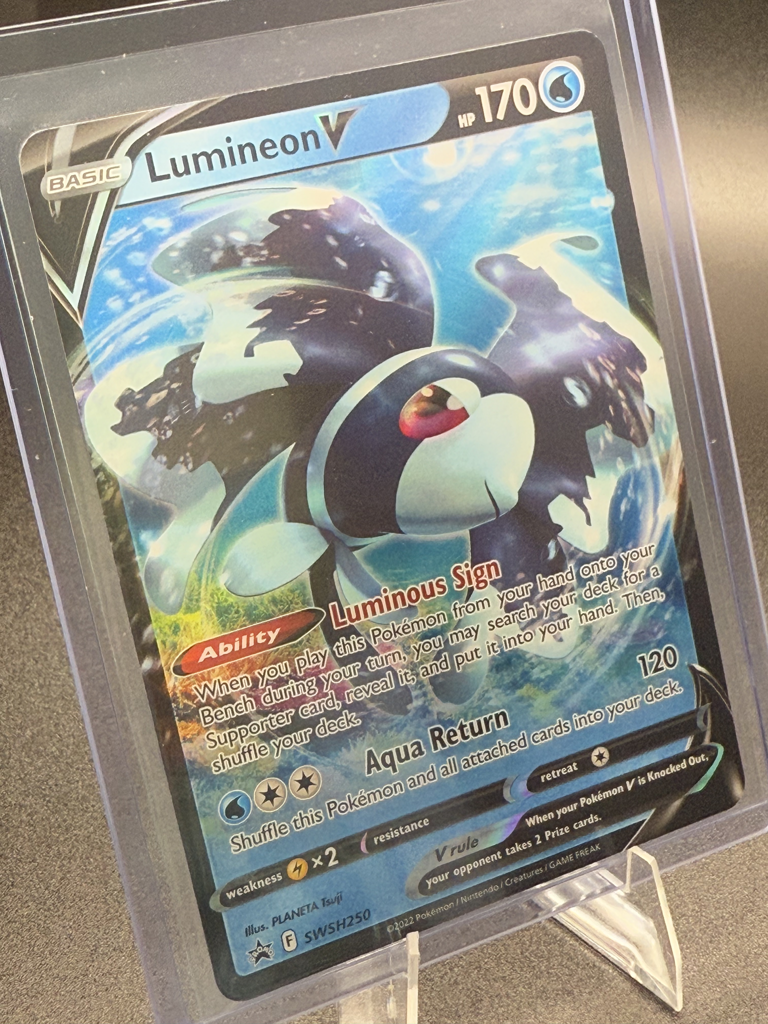 BASIC Lumineon V HP 170
Ability Luminous Sign
When you play this Pokémon from your hand onto your
Bench during your turn, you may search your deck for a
Supporter card, reveal it, and put it into your hand. Then,
shuffle your deck.
Aqua Return 120
Shuffle this Pokémon and all attached cards into your deck.
weakness ×2 resistance retreat
V rule When your Pokémon V is Knocked Out,
your opponent takes 2 Prize cards.
Illus. PLANETA Tsuji
PROMO F SWSH250
©2022 Pokémon / Nintendo / Creatures / GAME FREAK